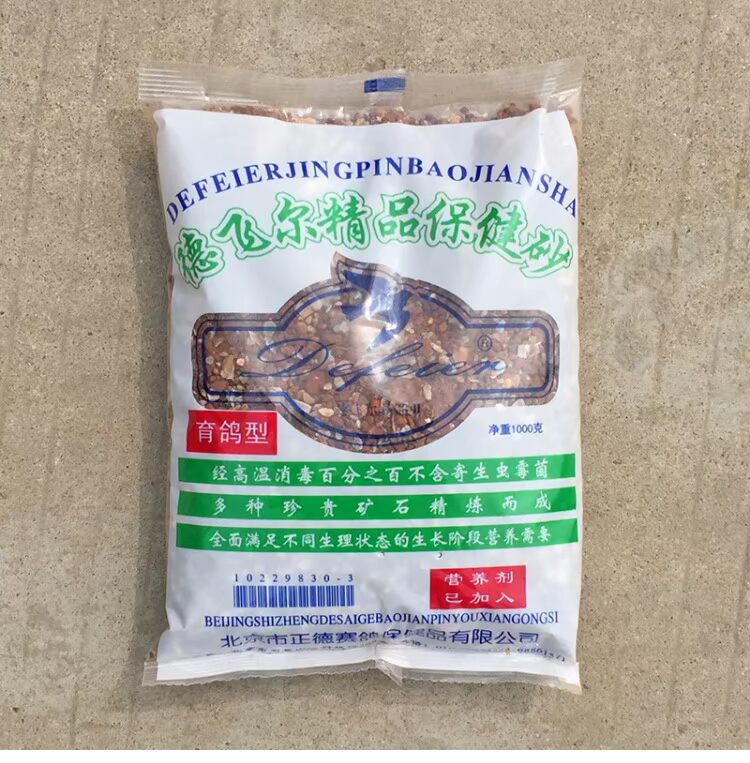 DEFEIERJINGPINBAOJIANSHA
德飞尔精品保健砂
Defeier®
育鸽型
净重1000克
经高温消毒百分之百不含寄生虫霉菌
多种珍贵矿石精炼而成
全面满足不同生理状态的生长阶段营养需要
10229830-3
营养剂
已加入
BEIJINGSHIZHENGDESAIGEBAOJIANPINYOUXIANGONGSI
北京市正德赛鸽保健品有限公司